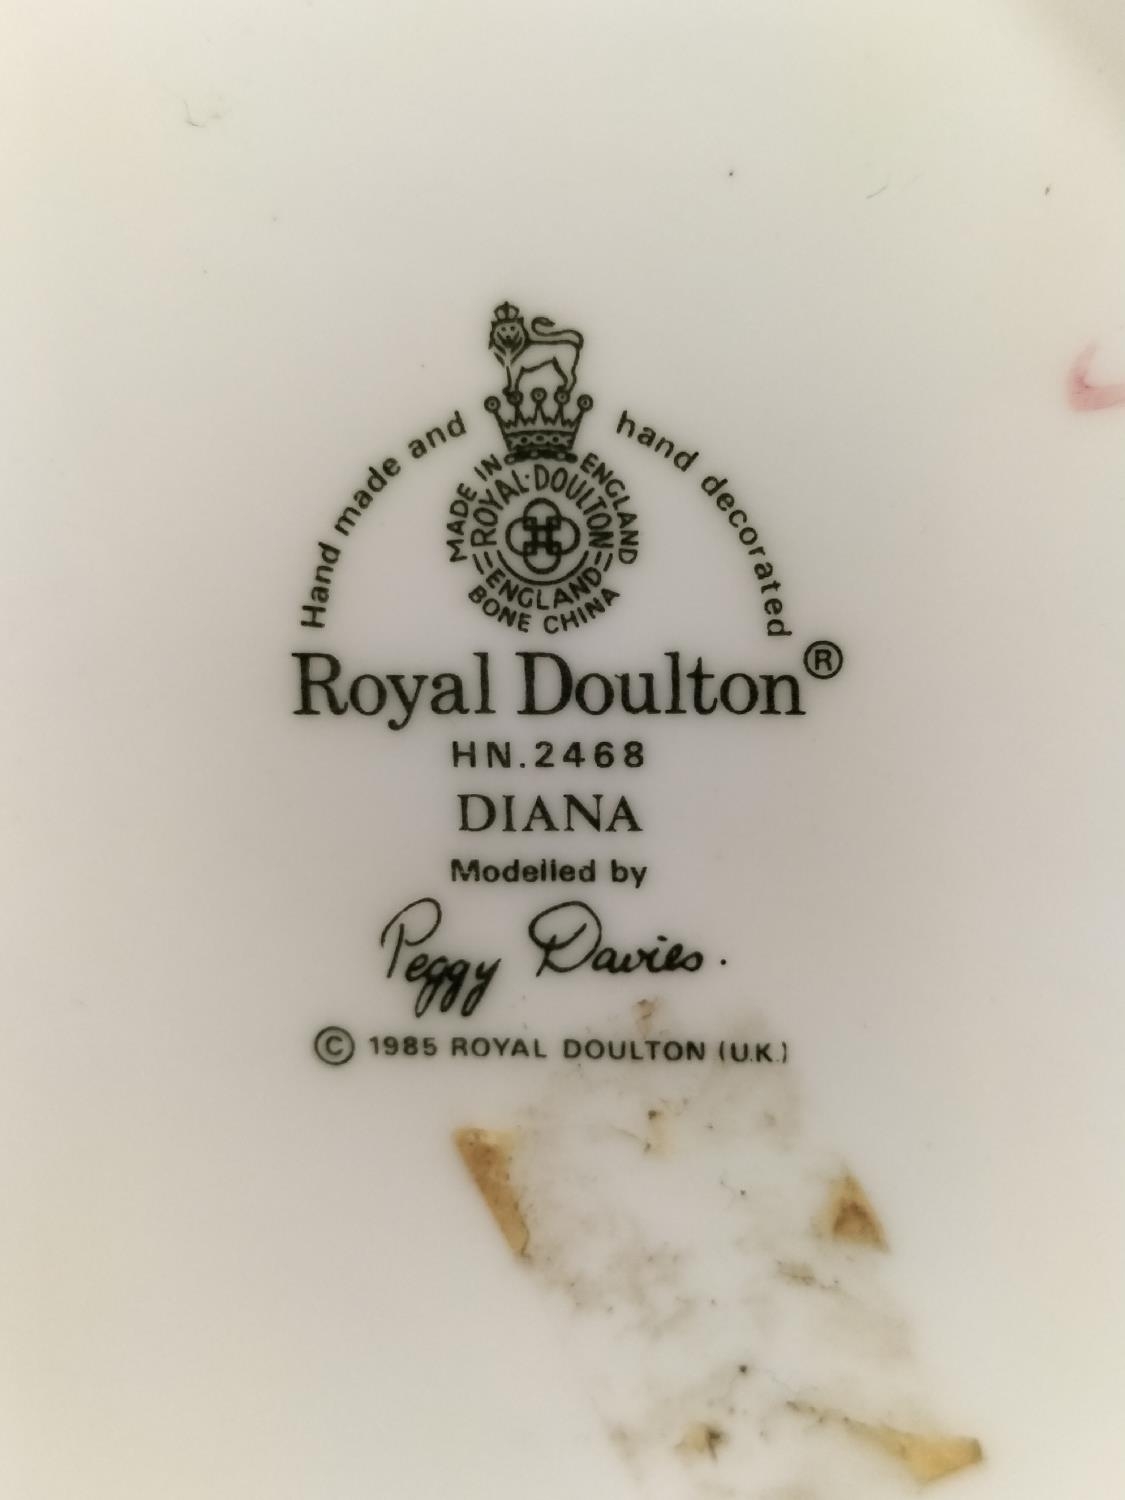 Hand made and hand decorated
MADE IN ENGLAND
ROYAL·DOULTON
ENGLAND
BONE CHINA
Royal Doulton®
HN.2468
DIANA
Modelled by
Peggy Davies.
© 1985 ROYAL DOULTON (U.K.)